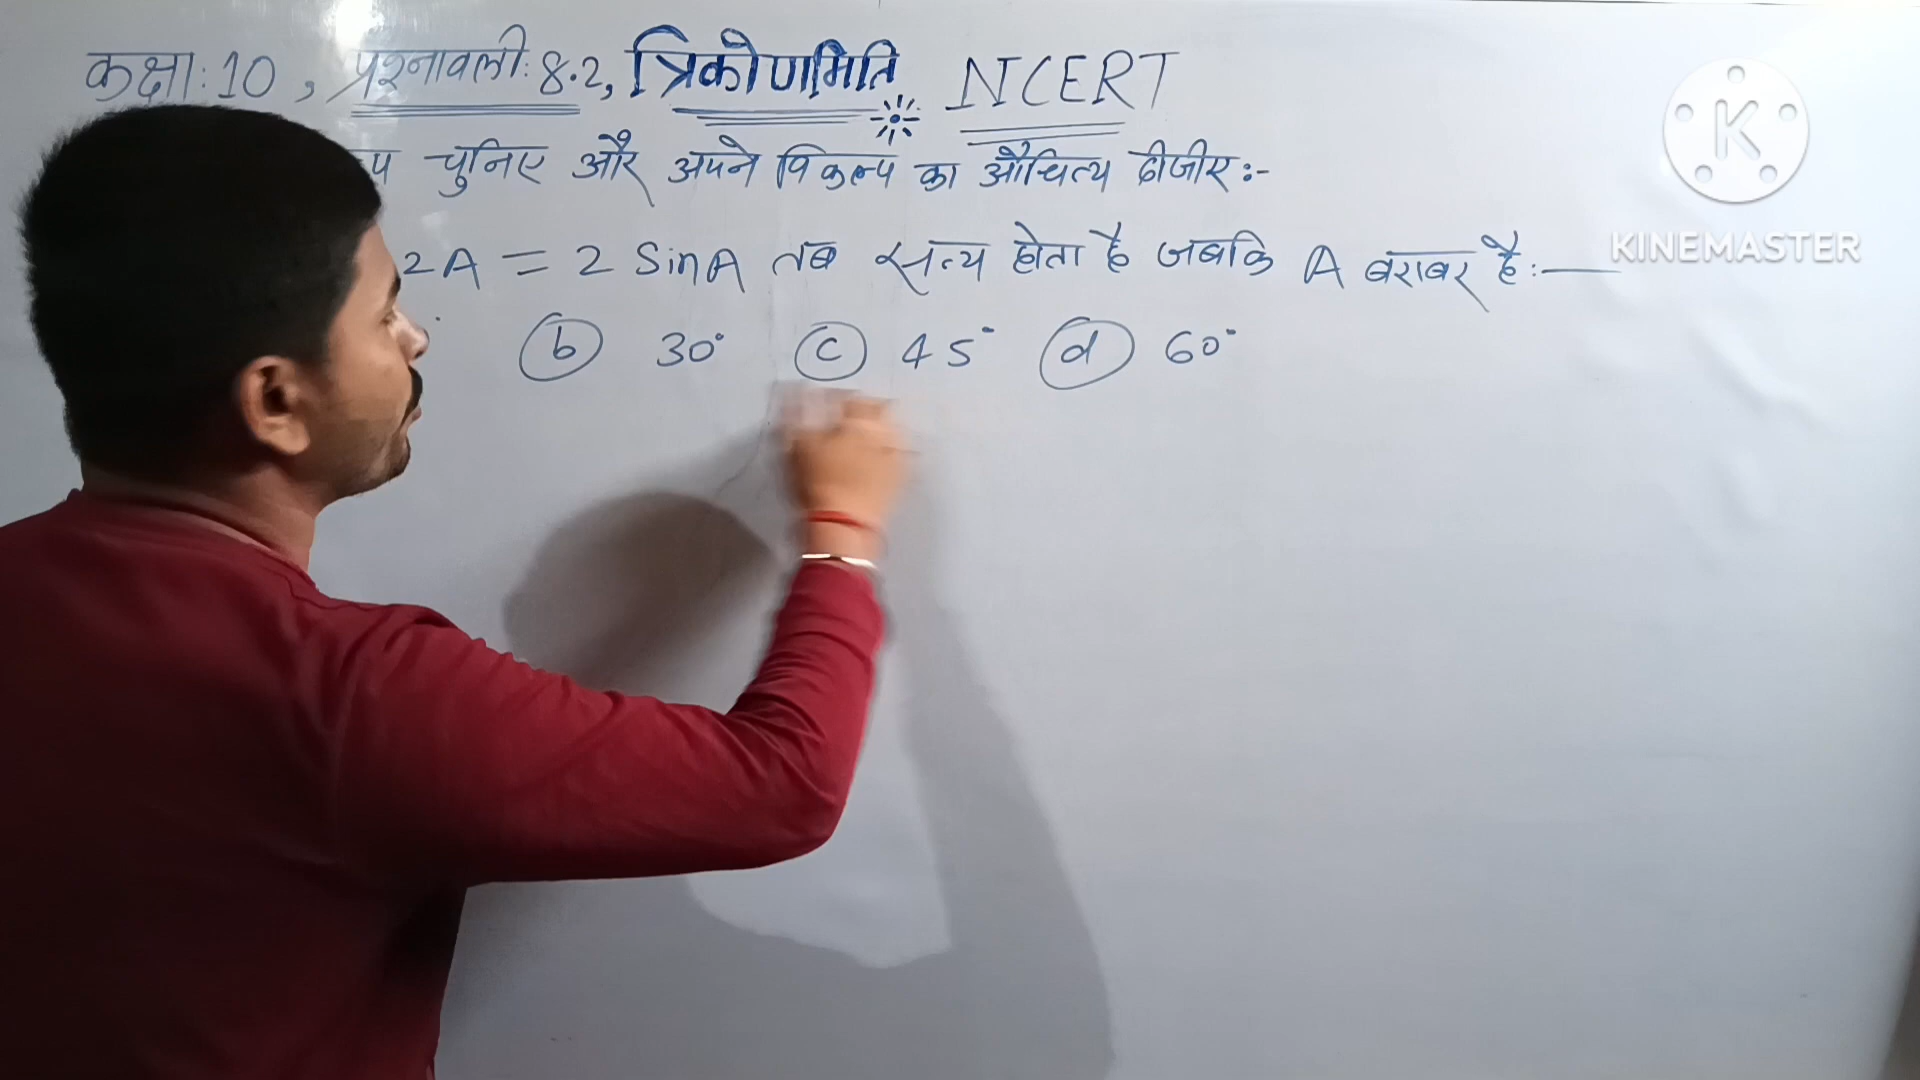 कक्षा: 10, प्रश्नावली: 8.2, त्रिकोणमिति NCERT
चुनिए और अपने विकल्प का औचित्य दीजीए:-
2A = 2 SinA तब सत्य होता है जबकि A बराबर है:—
(b) 30° (c) 45° (d) 60°
K
KINEMASTER